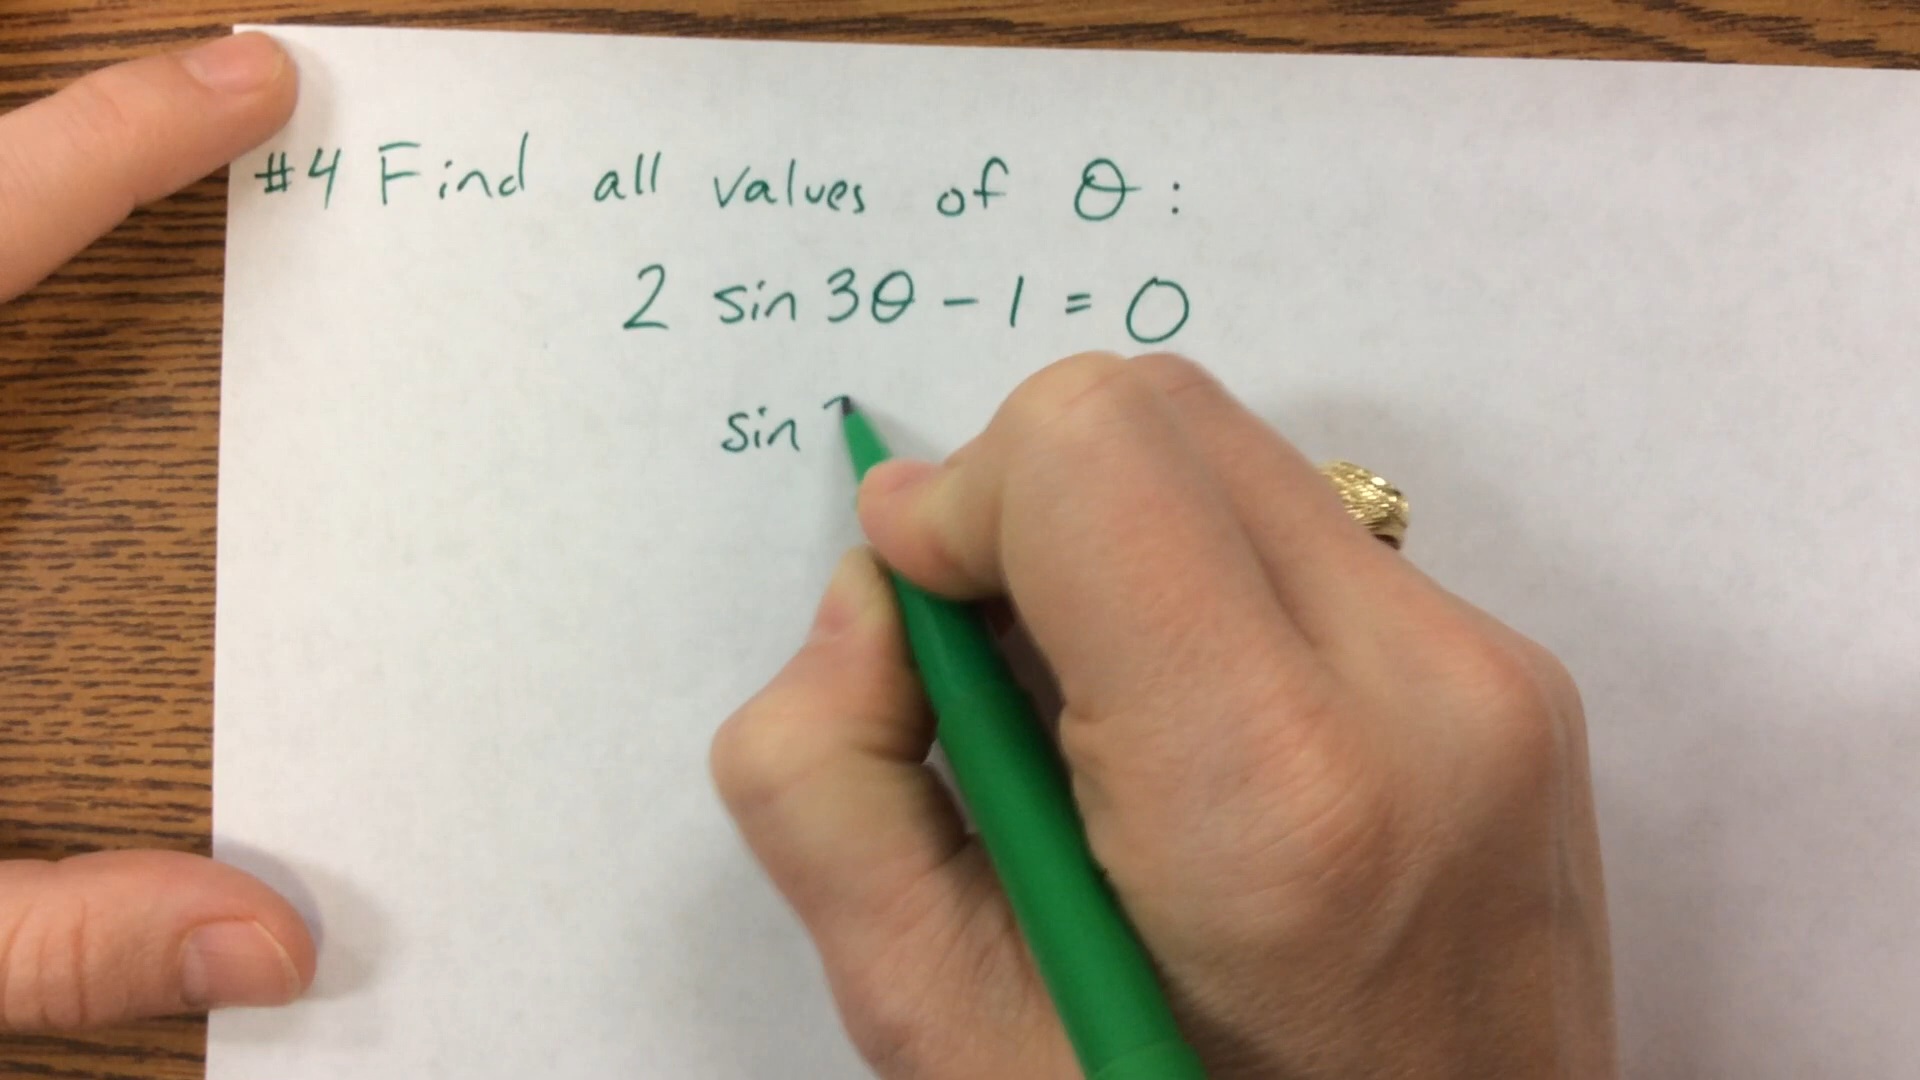 #4 Find all values of θ:
2 sin 3θ - 1 = 0
sin